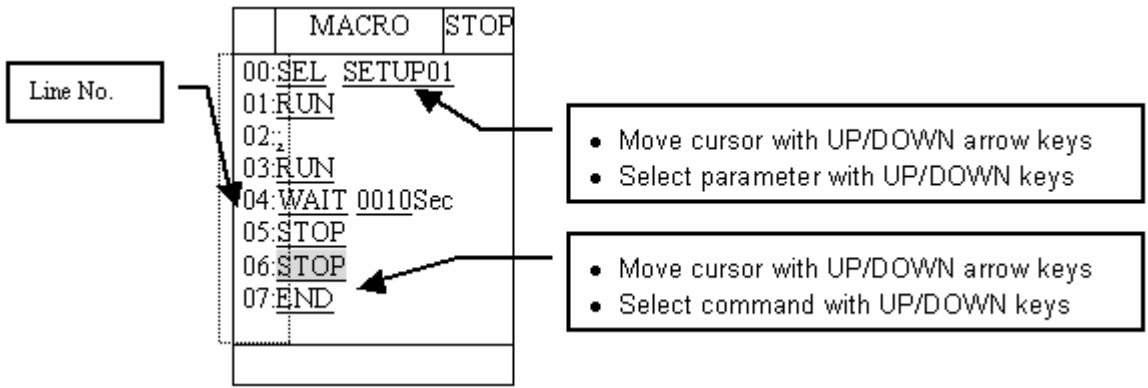 MACRO STOP
Line No.
00:SEL SETUP01
01:RUN
02:;
03:RUN
04:WAIT 0010Sec
05:STOP
06:STOP
07:END
• Move cursor with UP/DOWN arrow keys
• Select parameter with UP/DOWN keys
• Move cursor with UP/DOWN arrow keys
• Select command with UP/DOWN keys